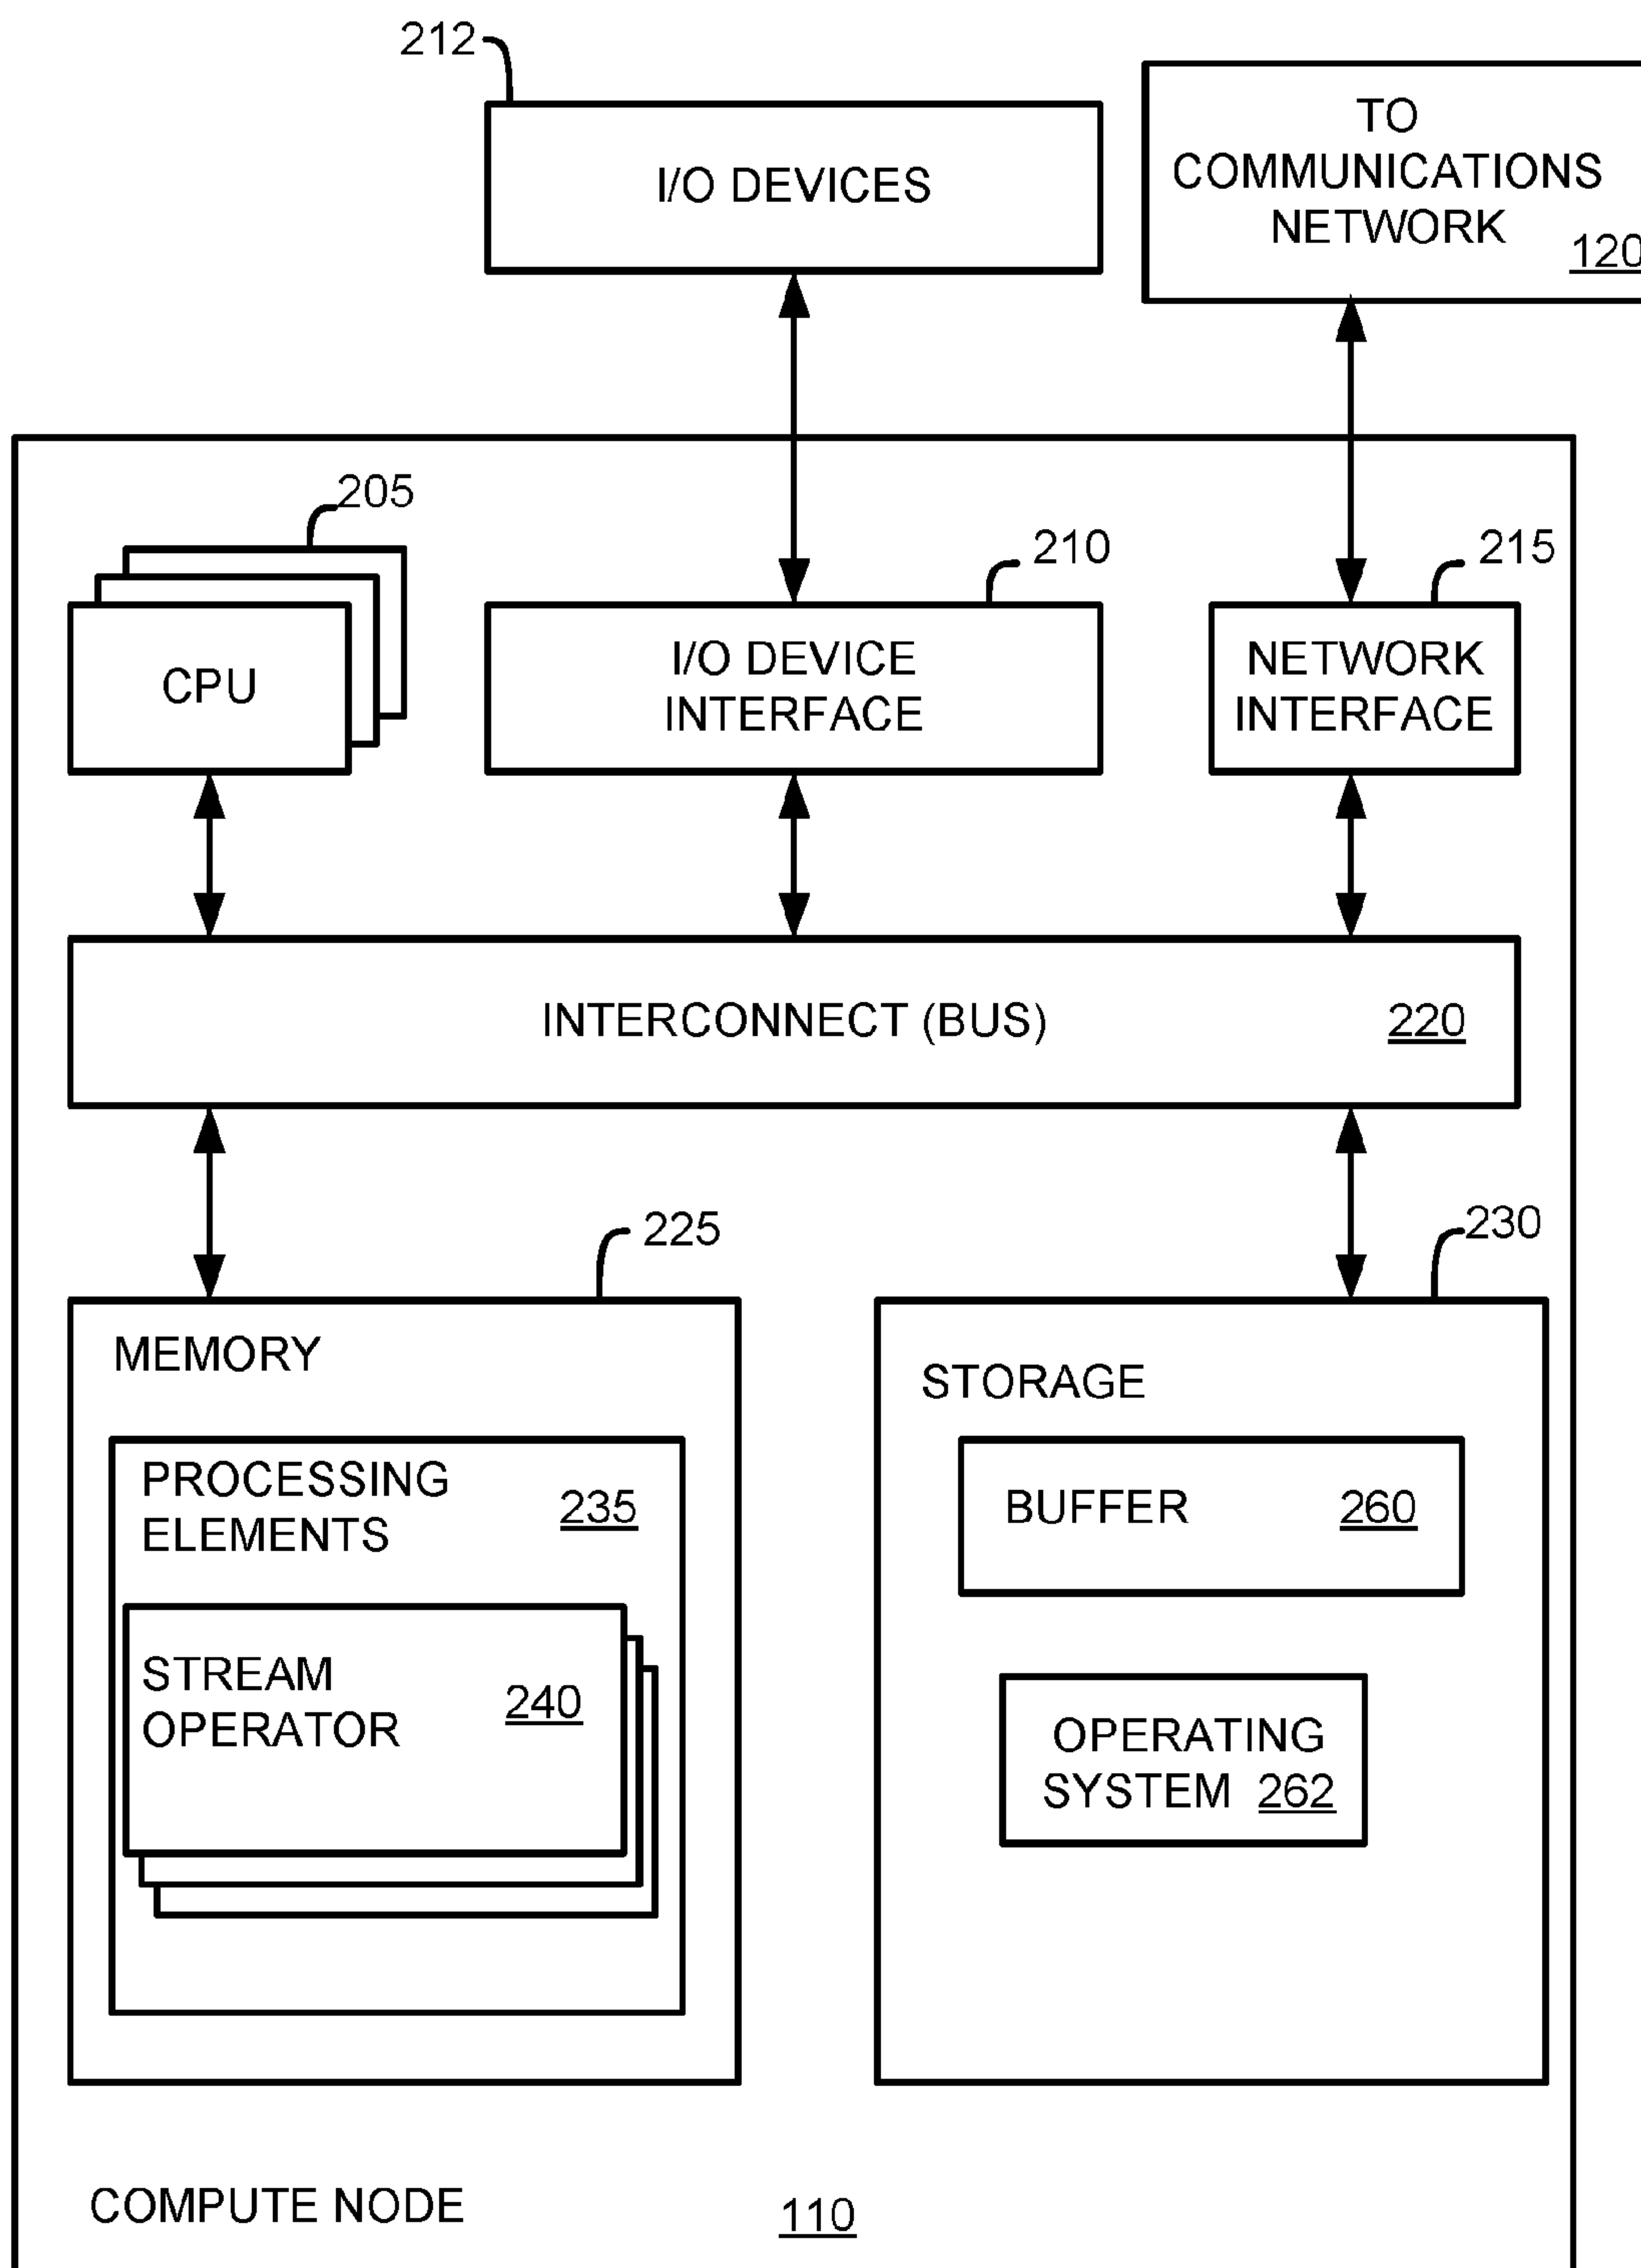 212
I/O DEVICES
TO
COMMUNICATIONS
NETWORK
120
205
CPU
210
I/O DEVICE
INTERFACE
215
NETWORK
INTERFACE
INTERCONNECT (BUS)
220
225
MEMORY
PROCESSING
ELEMENTS
235
STREAM
OPERATOR
240
230
STORAGE
BUFFER
260
OPERATING
SYSTEM 262
COMPUTE NODE
110